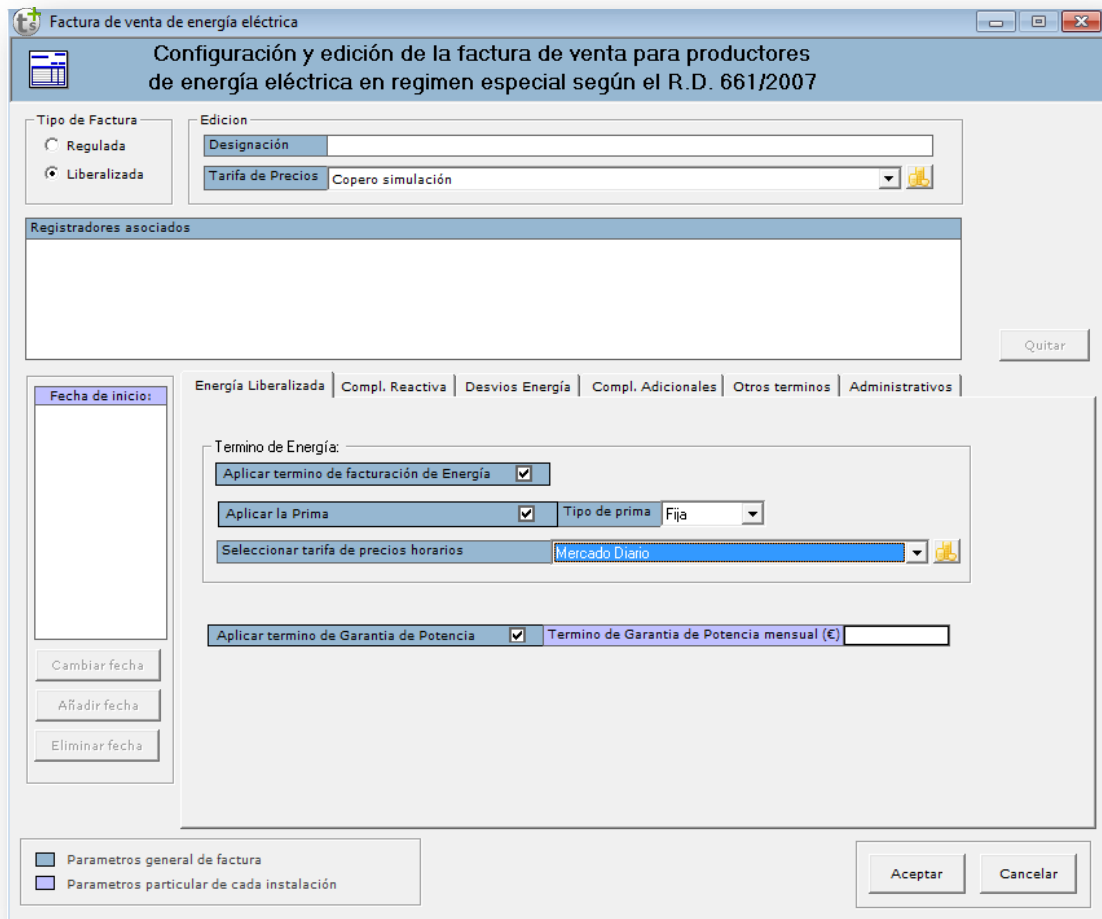 ts+ Factura de venta de energía eléctrica
Configuración y edición de la factura de venta para productores
de energía eléctrica en regimen especial según el R.D. 661/2007
Tipo de Factura
Regulada
Liberalizada
Edicion
Designación
Tarifa de Precios Copero simulación
Registradores asociados
Quitar
Fecha de inicio:
Cambiar fecha
Añadir fecha
Eliminar fecha
Energía Liberalizada Compl. Reactiva Desvios Energía Compl. Adicionales Otros terminos Administrativos
Termino de Energía:
Aplicar termino de facturación de Energía
Aplicar la Prima Tipo de prima Fija
Seleccionar tarifa de precios horarios Mercado Diario
Aplicar termino de Garantia de Potencia Termino de Garantia de Potencia mensual (€)
Parametros general de factura
Parametros particular de cada instalación
Aceptar Cancelar